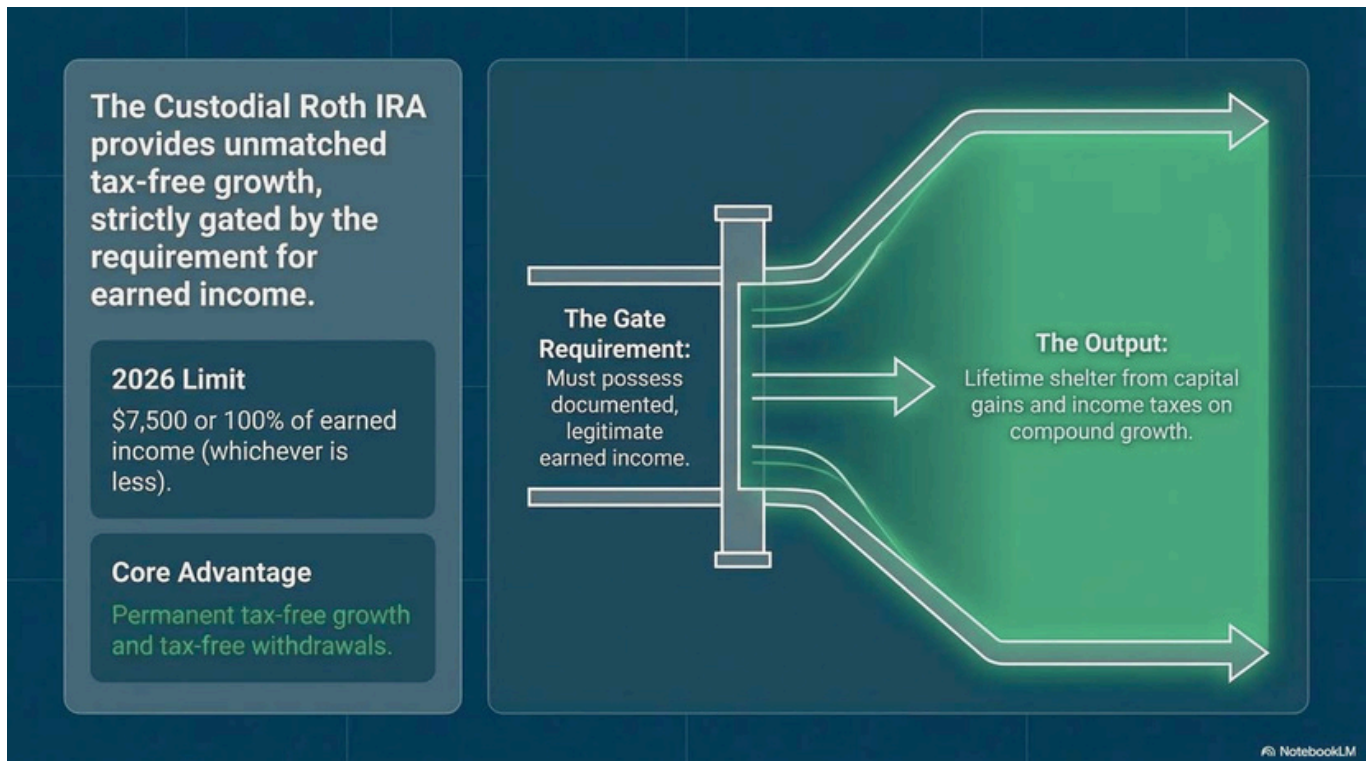 The Custodial Roth IRA
provides unmatched
tax-free growth,
strictly gated by the
requirement for
earned income.
2026 Limit
$7,500 or 100% of earned
income (whichever is
less).
Core Advantage
Permanent tax-free growth
and tax-free withdrawals.
The Gate
Requirement:
Must possess
documented,
legitimate
earned income.
The Output:
Lifetime shelter from capital
gains and income taxes on
compound growth.
NotebookLM